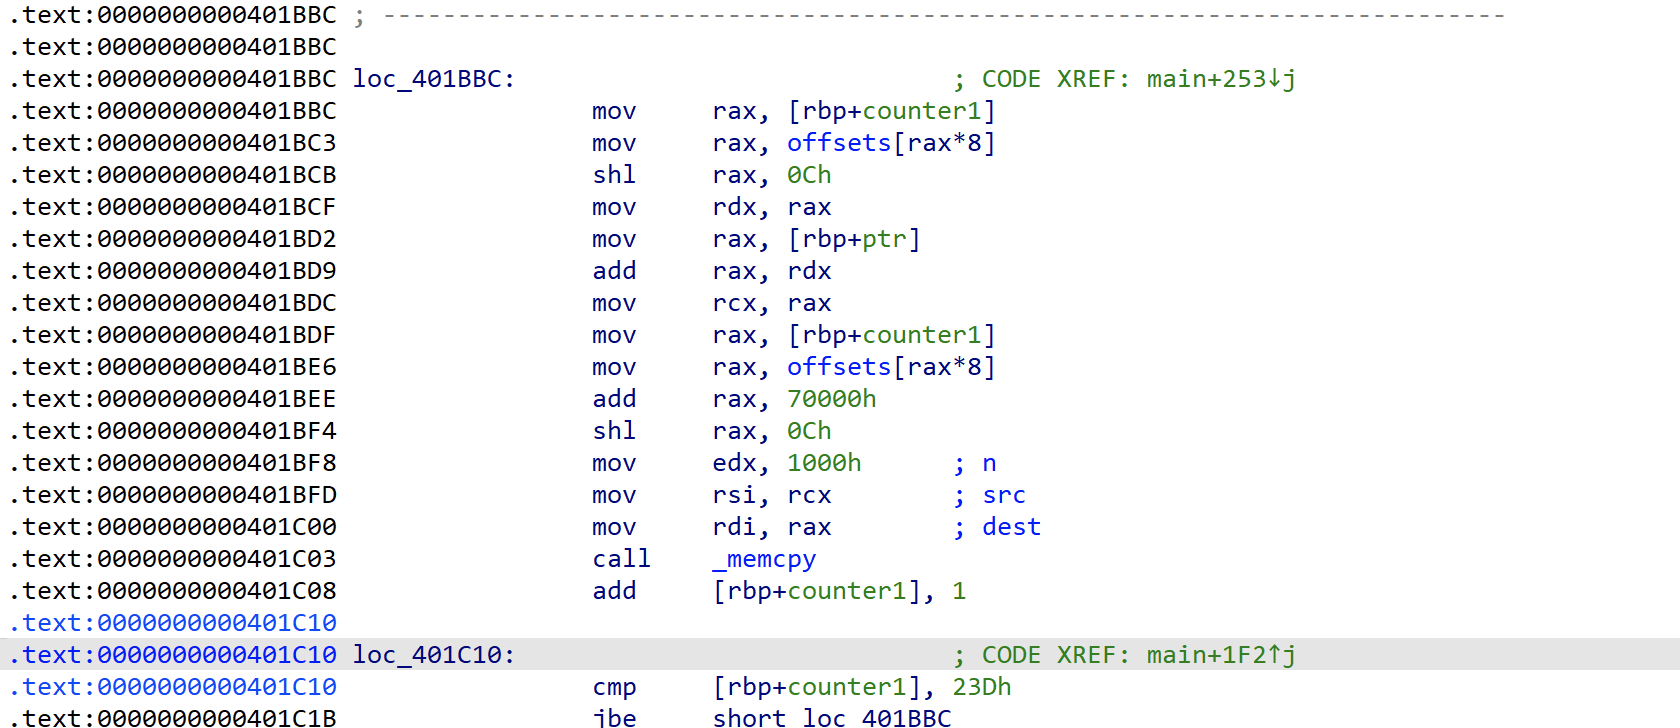 .text:0000000000401BBC ; ---------------------------------------------------------------------------
.text:0000000000401BBC
.text:0000000000401BBC loc_401BBC: ; CODE XREF: main+253↓j
.text:0000000000401BBC mov rax, [rbp+counter1]
.text:0000000000401BC3 mov rax, offsets[rax*8]
.text:0000000000401BCB shl rax, 0Ch
.text:0000000000401BCF mov rdx, rax
.text:0000000000401BD2 mov rax, [rbp+ptr]
.text:0000000000401BD9 add rax, rdx
.text:0000000000401BDC mov rcx, rax
.text:0000000000401BDF mov rax, [rbp+counter1]
.text:0000000000401BE6 mov rax, offsets[rax*8]
.text:0000000000401BEE add rax, 70000h
.text:0000000000401BF4 shl rax, 0Ch
.text:0000000000401BF8 mov edx, 1000h ; n
.text:0000000000401BFD mov rsi, rcx ; src
.text:0000000000401C00 mov rdi, rax ; dest
.text:0000000000401C03 call _memcpy
.text:0000000000401C08 add [rbp+counter1], 1
.text:0000000000401C10
.text:0000000000401C10 loc_401C10: ; CODE XREF: main+1F2↑j
.text:0000000000401C10 cmp [rbp+counter1], 23Dh
.text:0000000000401C1B jbe short loc_401BBC